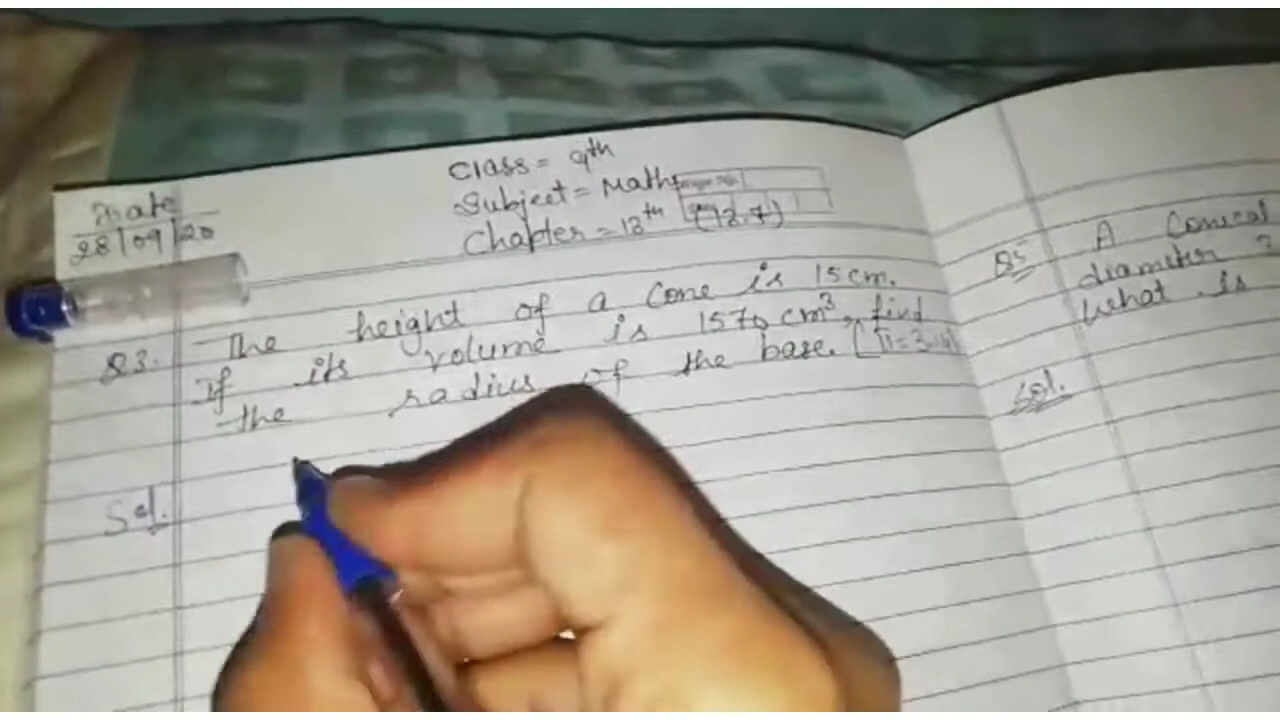 Class = 9th
Subject = Maths
Chapter = 13th (13.7)
Date
28/09/20
Q3. The height of a Cone is 15 cm.
If its volume is 1570 cm³, find
the radius of the base. [π = 3.14]
Sol.
Q5 A Conical
diameter 3
What is
Sol.